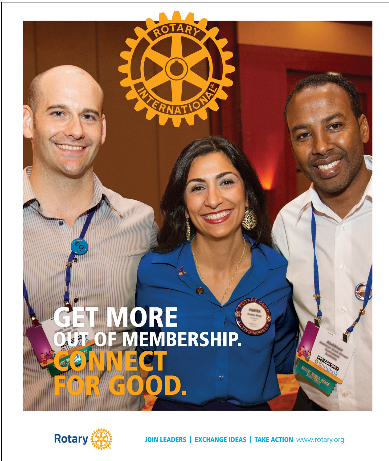 ROTARY
INTERNATIONAL
GET MORE
OUT OF MEMBERSHIP.
CONNECT
FOR GOOD.
Rotary
JOIN LEADERS | EXCHANGE IDEAS | TAKE ACTION www.rotary.org